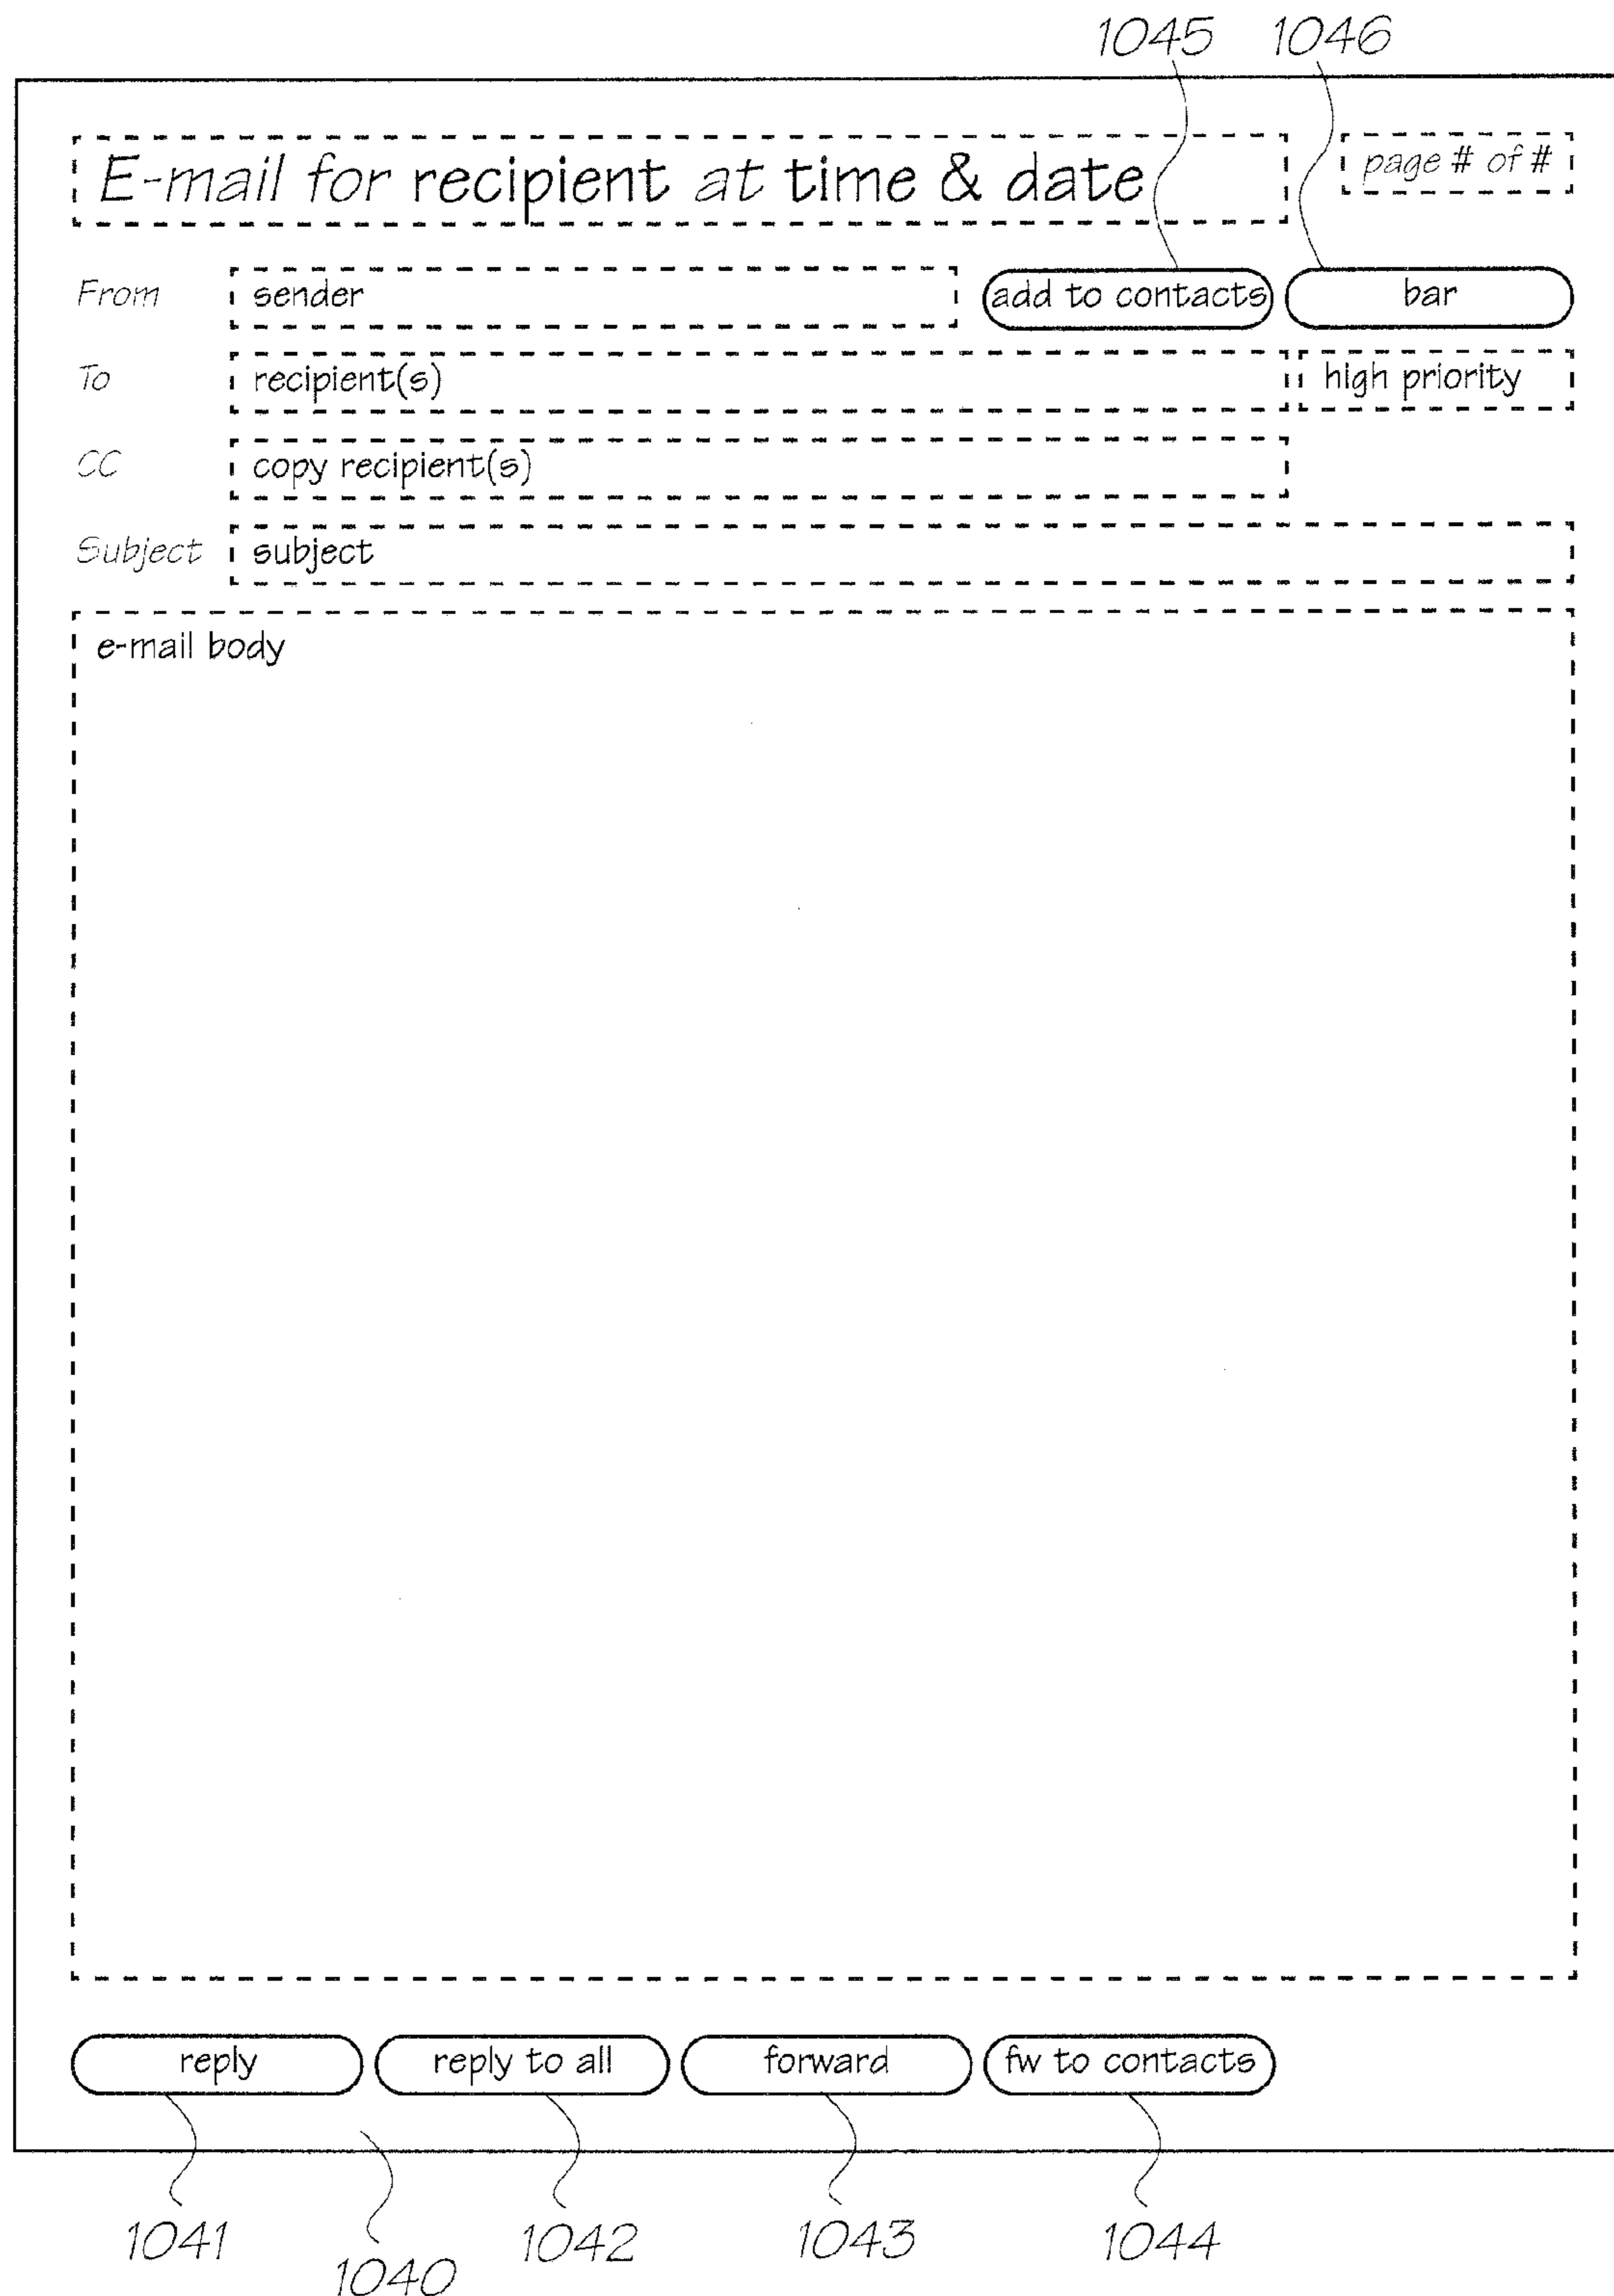 1045 1046
E-mail for recipient at time & date page # of #
From sender add to contacts bar
To recipient(s) high priority
CC copy recipient(s)
Subject subject
e-mail body
reply reply to all forward fw to contacts
1041 1040 1042 1043 1044